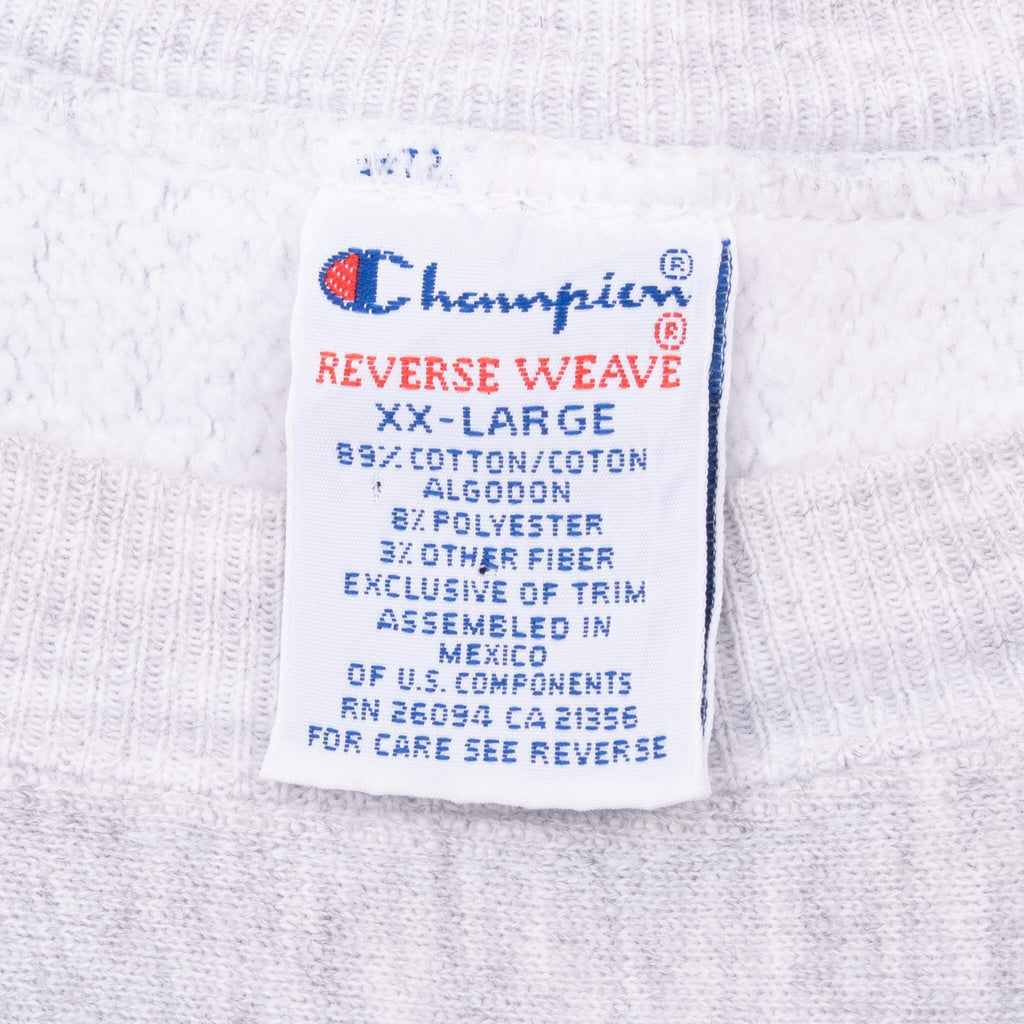 Champion®
REVERSE WEAVE®
XX-LARGE
89% COTTON/COTON
ALGODON
8% POLYESTER
3% OTHER FIBER
EXCLUSIVE OF TRIM
ASSEMBLED IN
MEXICO
OF U.S. COMPONENTS
RN 26094 CA 21356
FOR CARE SEE REVERSE